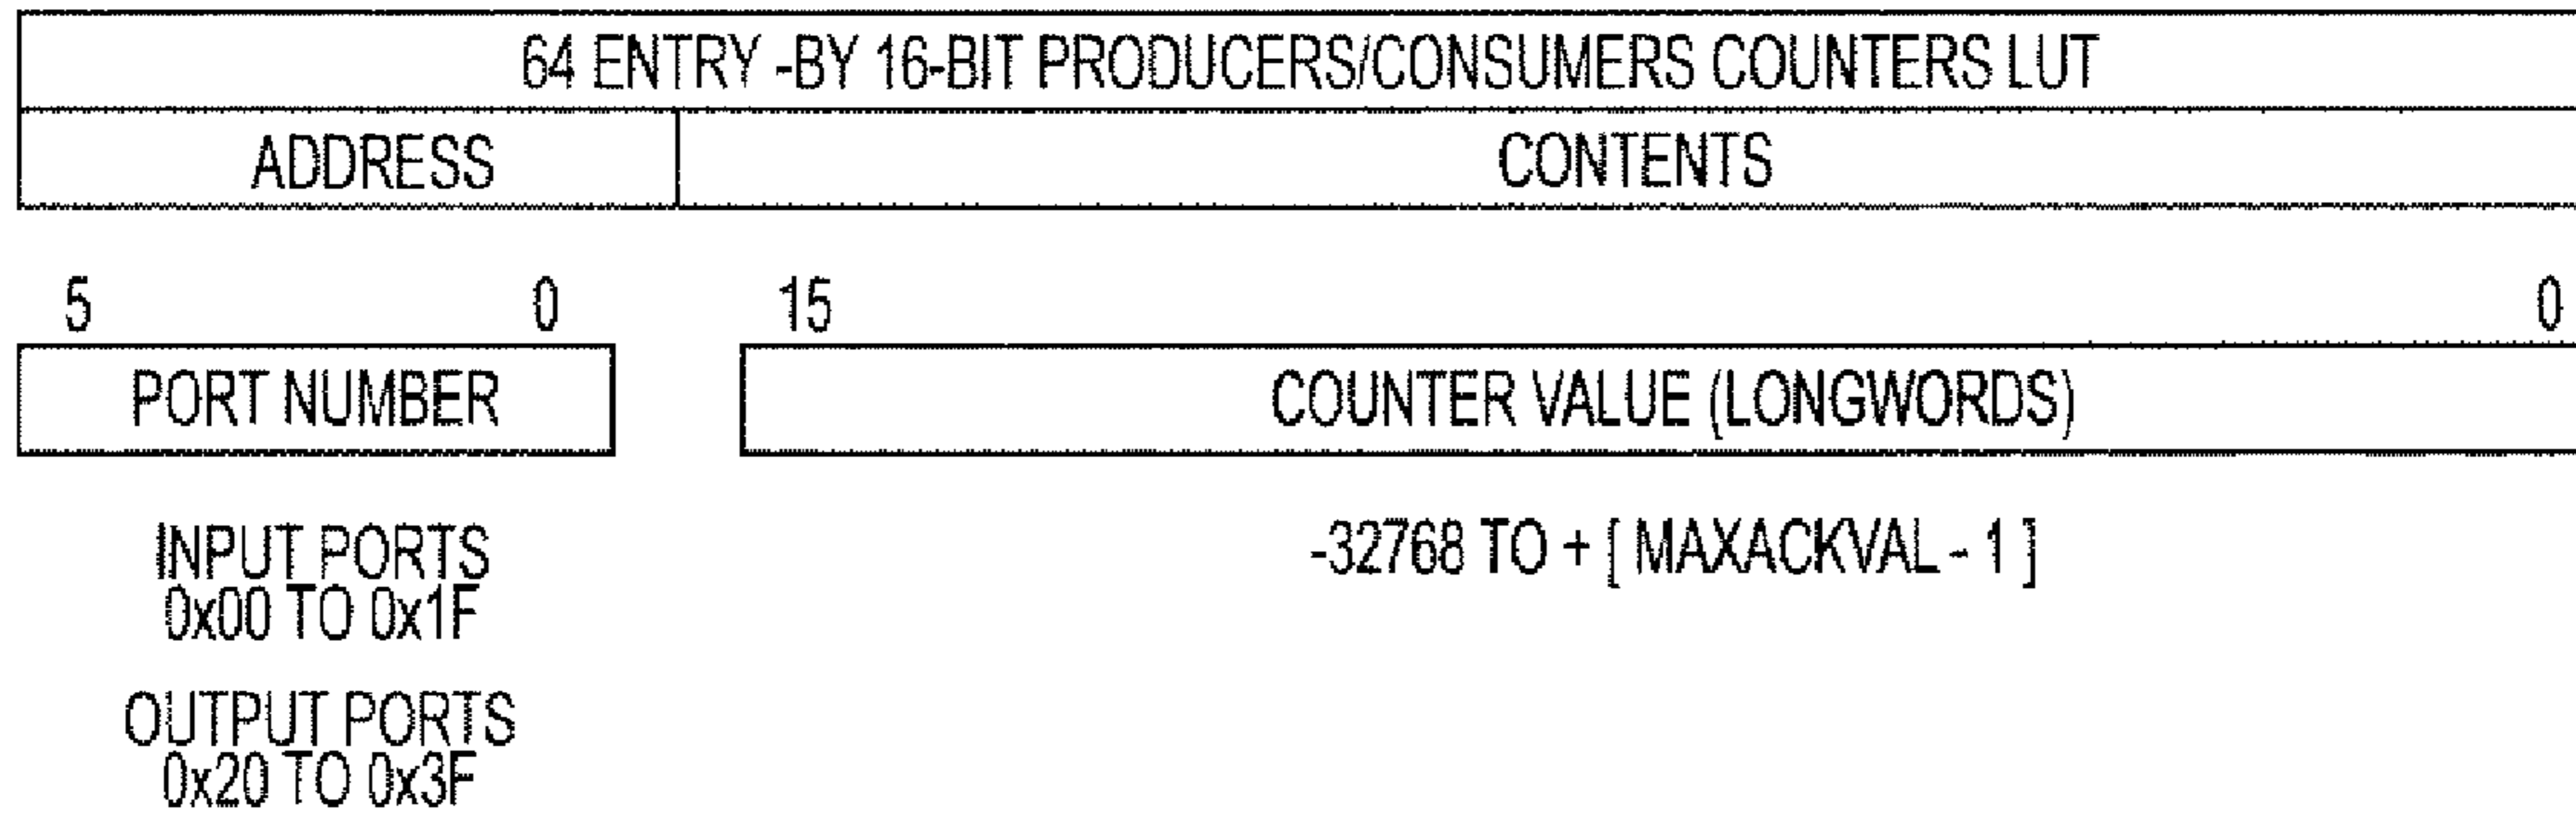 64 ENTRY -BY 16-BIT PRODUCERS/CONSUMERS COUNTERS LUT
ADDRESS CONTENTS
5 0 15 0
PORT NUMBER COUNTER VALUE (LONGWORDS)
INPUT PORTS -32768 TO + [ MAXACKVAL - 1 ]
0x00 TO 0x1F
OUTPUT PORTS
0x20 TO 0x3F